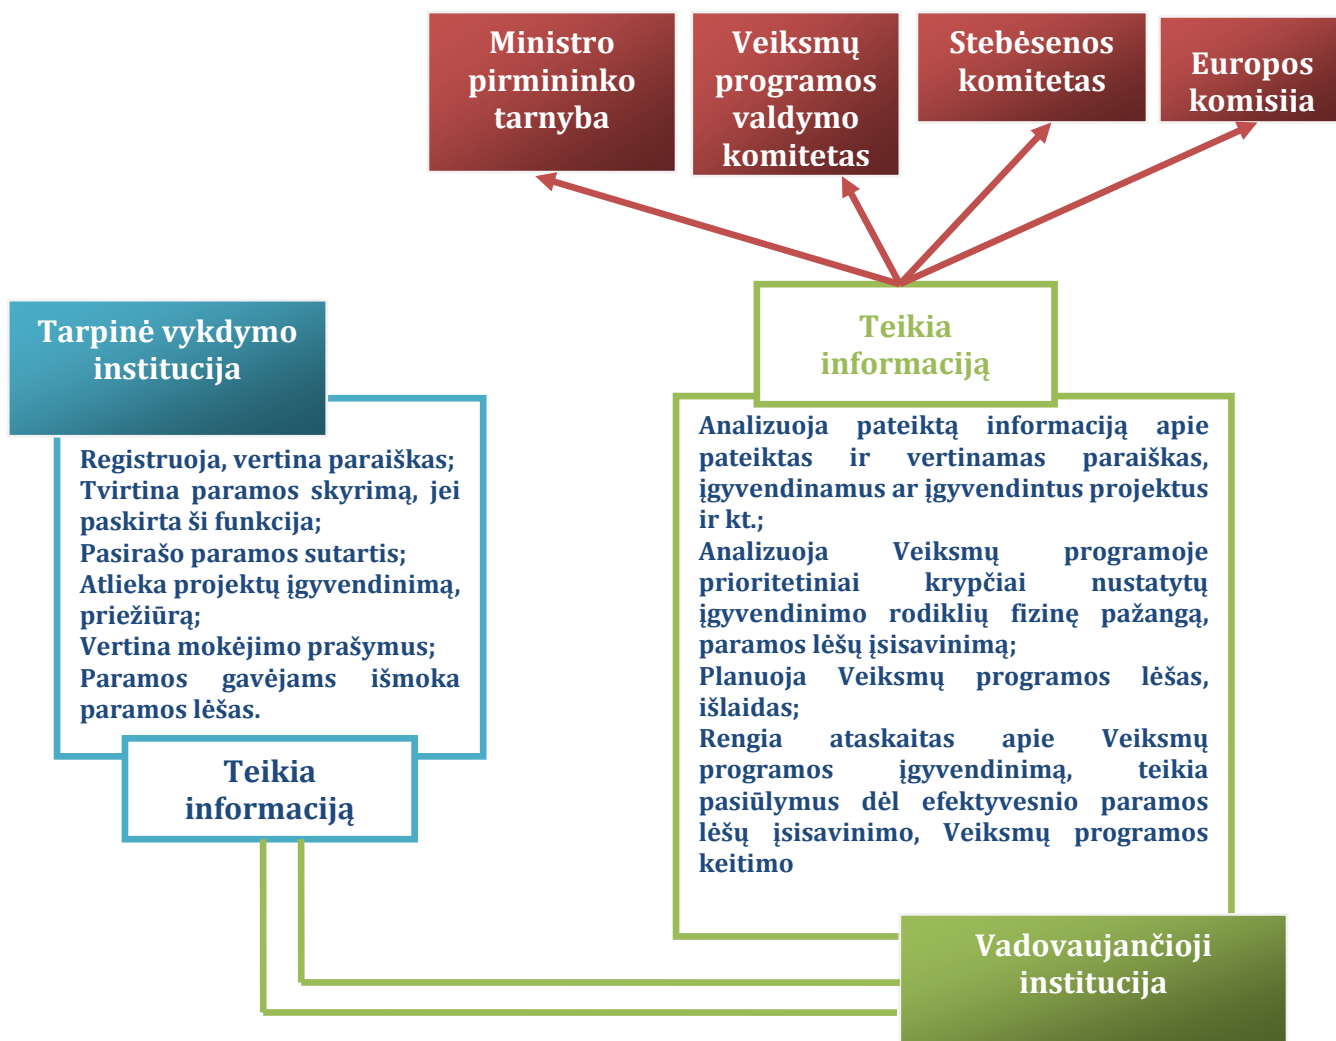 Ministro
pirmininko
tarnyba
Veiksmų
programos
valdymo
komitetas
Stebėsenos
komitetas
Europos
komisija
Tarpinė vykdymo
institucija
Registruoja, vertina paraiškas;
Tvirtina paramos skyrimą, jei
paskirta ši funkcija;
Pasirašo paramos sutartis;
Atlieka projektų įgyvendinimą,
priežiūrą;
Vertina mokėjimo prašymus;
Paramos gavėjams išmoka
paramos lėšas.
Teikia
informaciją
Teikia
informaciją
Analizuoja pateiktą informaciją apie
pateiktas ir vertinamas paraiškas,
įgyvendinamus ar įgyvendintus projektus
ir kt.;
Analizuoja Veiksmų programoje
prioritetiniai krypčiai nustatytų
įgyvendinimo rodiklių fizinę pažangą,
paramos lėšų įsisavinimą;
Planuoja Veiksmų programos lėšas,
išlaidas;
Rengia ataskaitas apie Veiksmų
programos įgyvendinimą, teikia
pasiūlymus dėl efektyvesnio paramos
lėšų įsisavinimo, Veiksmų programos
keitimo
Vadovaujančioji
institucija